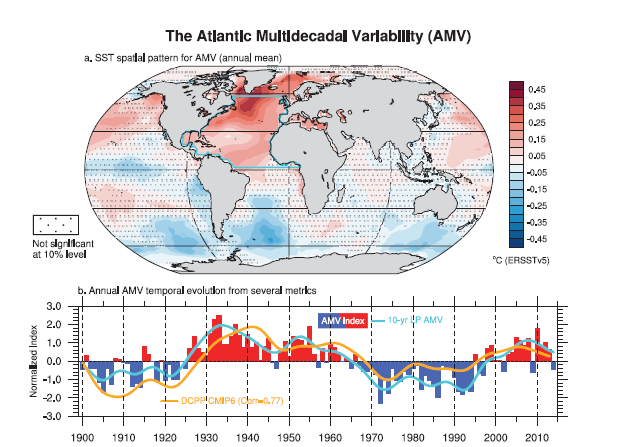 The Atlantic Multidecadal Variability (AMV)
a. SST spatial pattern for AMV (annual mean)
0.45
0.35
0.25
0.15
0.05
-0.05
-0.15
-0.25
-0.35
-0.45
Not significant
at 10% level
°C (ERSSTv5)
b. Annual AMV temporal evolution from several metrics
Normalized Index
3.0
2.0
1.0
0.0
-1.0
-2.0
-3.0
AMV Index
10-yr LP AMV
DCPP CMIP6 (Corr=0.77)
1900 1910 1920 1930 1940 1950 1960 1970 1980 1990 2000 2010